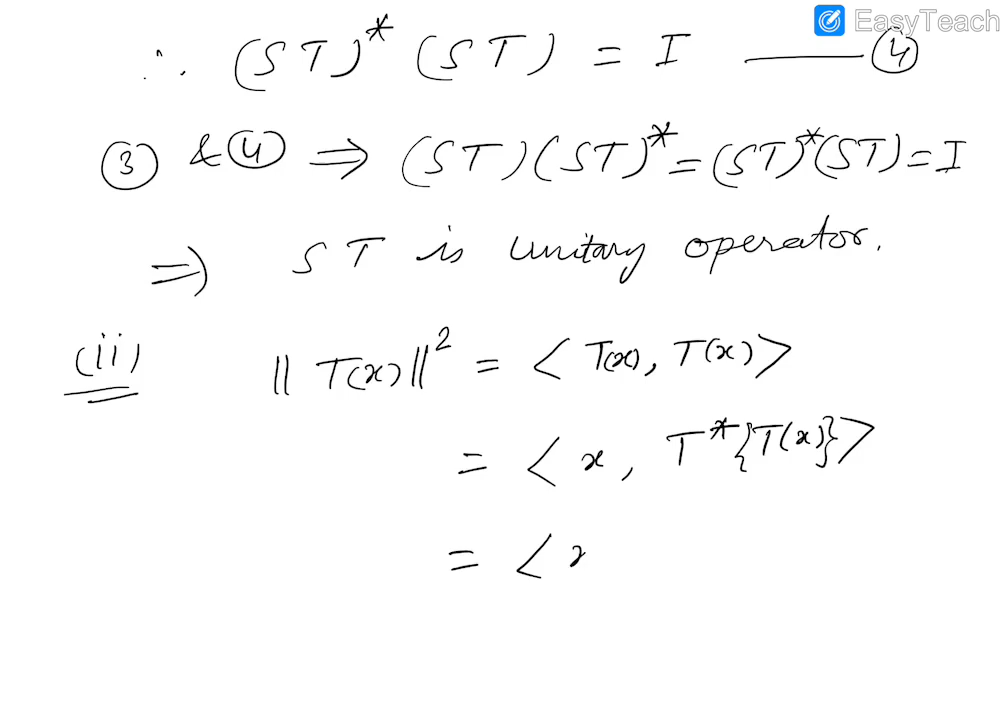 EasyTeach
∴ (ST)* (ST) = I —— ④
③ & ④ ⇒ (ST)(ST)* = (ST)*(ST) = I
⇒ ST is unitary operator.
(ii) || T(x) ||² = < T(x), T(x) >
= < x, T*{T(x)} >
= < x